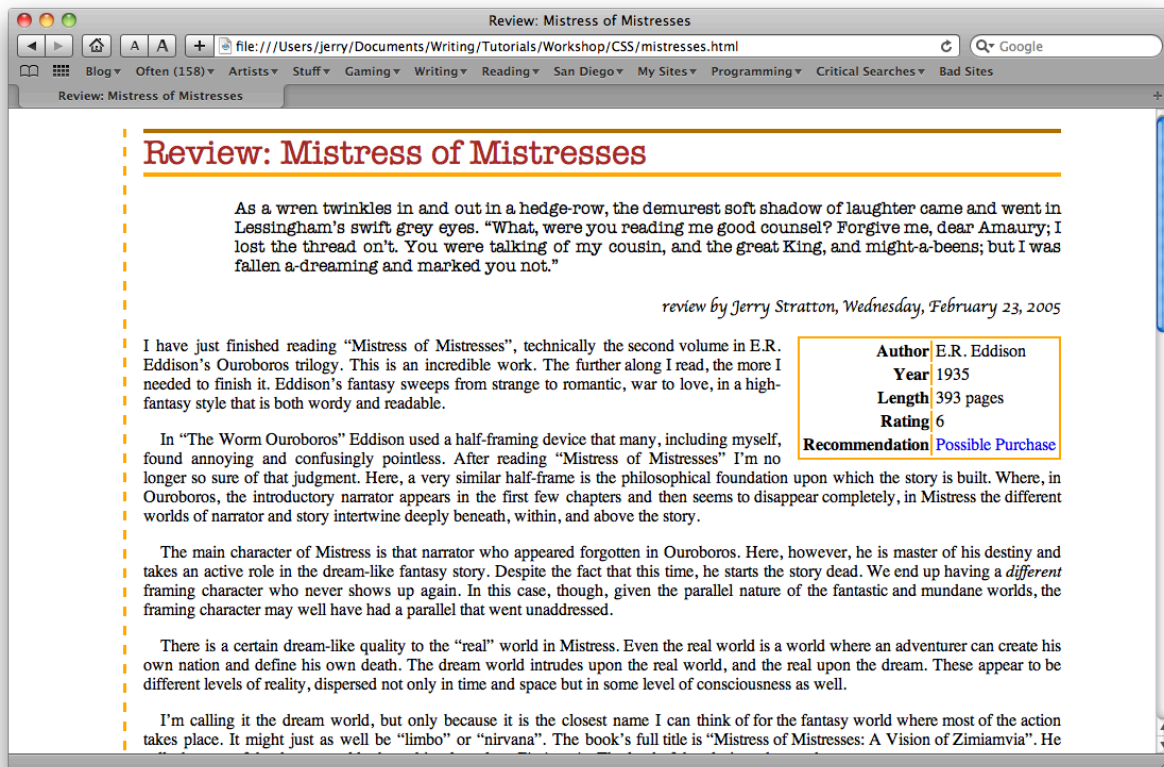 Review: Mistress of Mistresses
A A + file:///Users/jerry/Documents/Writing/Tutorials/Workshop/CSS/mistresses.html Google
Blog Often (158) Artists Stuff Gaming Writing Reading San Diego My Sites Programming Critical Searches Bad Sites
Review: Mistress of Mistresses
Review: Mistress of Mistresses
As a wren twinkles in and out in a hedge-row, the demurest soft shadow of laughter came and went in
Lessingham's swift grey eyes. “What, were you reading me good counsel? Forgive me, dear Amaury; I
lost the thread on't. You were talking of my cousin, and the great King, and might-a-beens; but I was
fallen a-dreaming and marked you not.”
review by Jerry Stratton, Wednesday, February 23, 2005
I have just finished reading “Mistress of Mistresses”, technically the second volume in E.R.
Eddison's Ouroboros trilogy. This is an incredible work. The further along I read, the more I
needed to finish it. Eddison's fantasy sweeps from strange to romantic, war to love, in a high-
fantasy style that is both wordy and readable.
Author E.R. Eddison
Year 1935
Length 393 pages
Rating 6
Recommendation Possible Purchase
In “The Worm Ouroboros” Eddison used a half-framing device that many, including myself,
found annoying and confusingly pointless. After reading “Mistress of Mistresses” I'm no
longer so sure of that judgment. Here, a very similar half-frame is the philosophical foundation upon which the story is built. Where, in
Ouroboros, the introductory narrator appears in the first few chapters and then seems to disappear completely, in Mistress the different
worlds of narrator and story intertwine deeply beneath, within, and above the story.
The main character of Mistress is that narrator who appeared forgotten in Ouroboros. Here, however, he is master of his destiny and
takes an active role in the dream-like fantasy story. Despite the fact that this time, he starts the story dead. We end up having a different
framing character who never shows up again. In this case, though, given the parallel nature of the fantastic and mundane worlds, the
framing character may well have had a parallel that went unaddressed.
There is a certain dream-like quality to the “real” world in Mistress. Even the real world is a world where an adventurer can create his
own nation and define his own death. The dream world intrudes upon the real world, and the real upon the dream. These appear to be
different levels of reality, dispersed not only in time and space but in some level of consciousness as well.
I'm calling it the dream world, but only because it is the closest name I can think of for the fantasy world where most of the action
takes place. It might just as well be “limbo” or “nirvana”. The book's full title is “Mistress of Mistresses: A Vision of Zimiamvia”. He